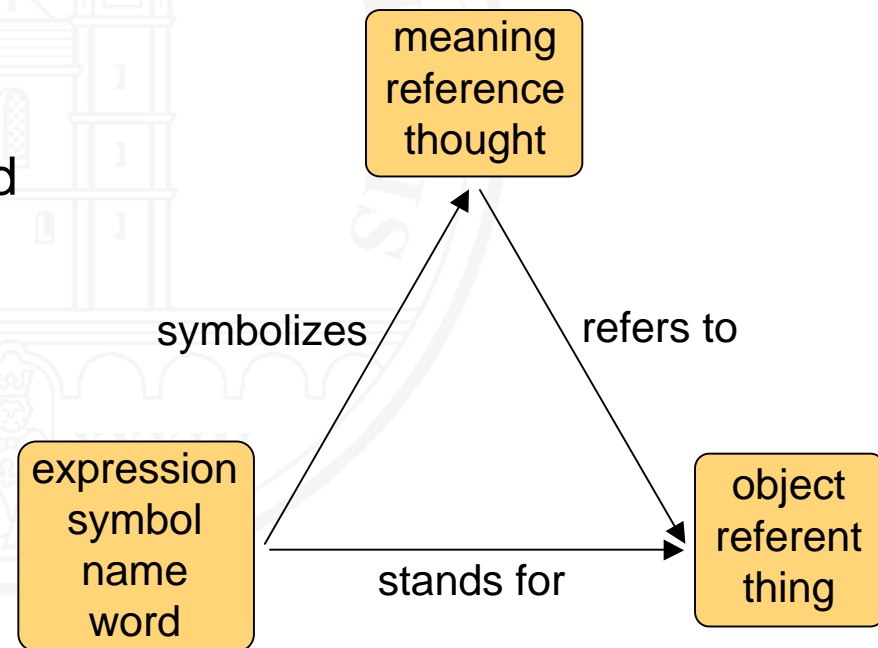 meaning
reference
thought
d
symbolizes
refers to
expression
symbol
name
word
stands for
object
referent
thing